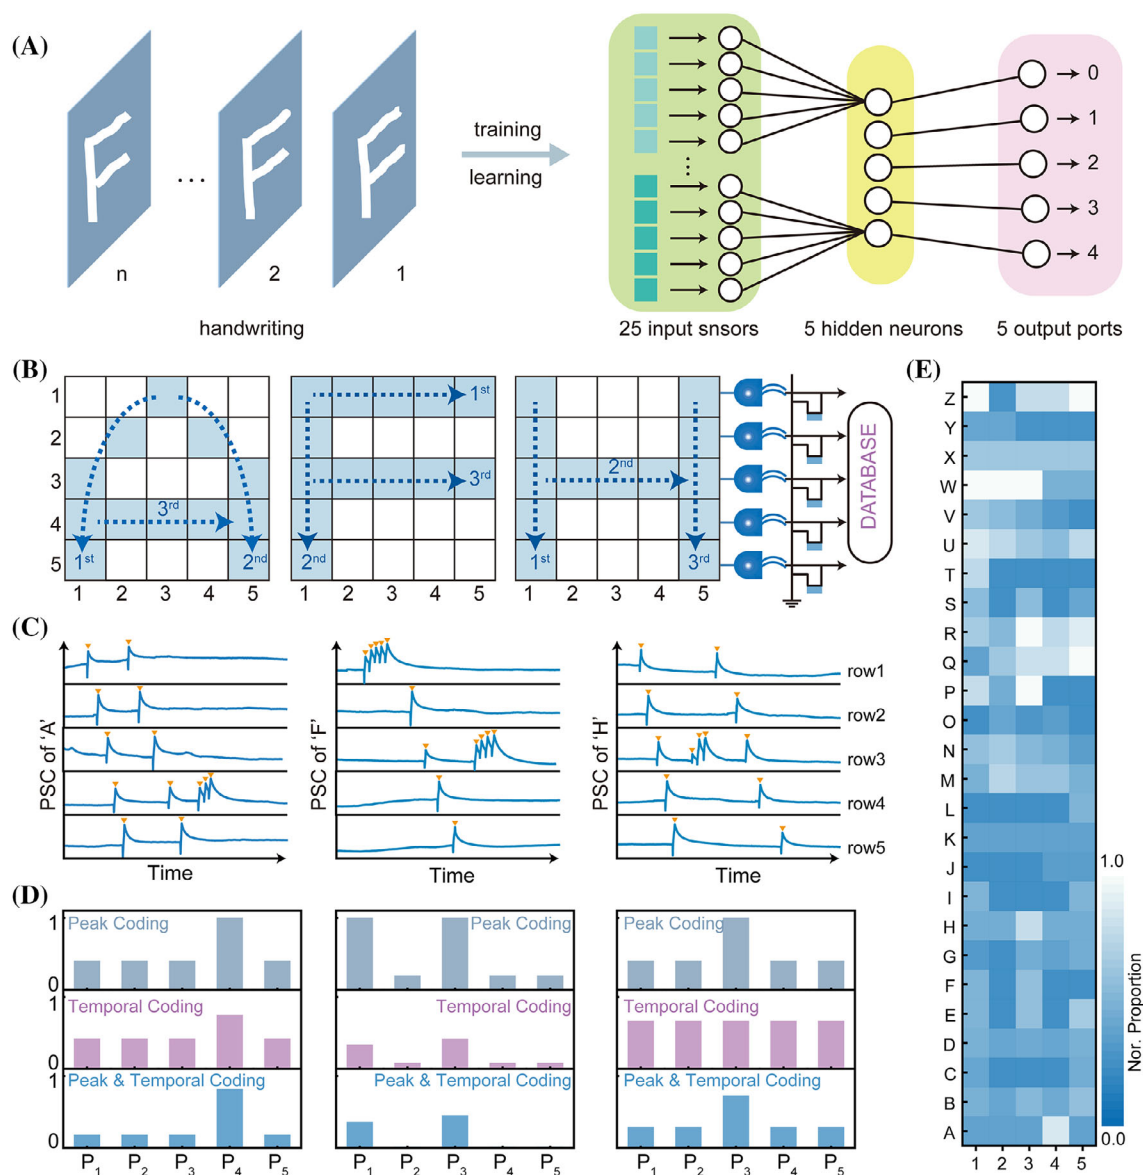 (A)
training
learning
n
...
2
1
handwriting
0
1
2
3
4
25 input snsors
5 hidden neurons
5 output ports
(B)
1
2
3
4
5
1 2 3 4 5
1st
2nd
3rd
1 2 3 4 5
1st
2nd
3rd
1 2 3 4 5
1st
2nd
3rd
DATABASE
(C)
PSC of 'A'
Time
PSC of 'F'
Time
PSC of 'H'
Time
row1
row2
row3
row4
row5
(D)
1
0
Peak Coding
Peak Coding
Peak Coding
1
0
Temporal Coding
Temporal Coding
Temporal Coding
1
0
Peak & Temporal Coding
Peak & Temporal Coding
Peak & Temporal Coding
P1 P2 P3 P4 P5
P1 P2 P3 P4 P5
P1 P2 P3 P4 P5
(E)
Z
Y
X
W
V
U
T
S
R
Q
P
O
N
M
L
K
J
I
H
G
F
E
D
C
B
A
1 2 3 4 5
1.0
Nor. Proportion
0.0